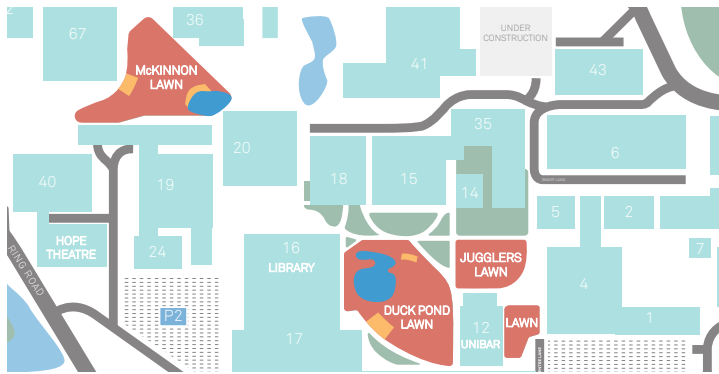 36
67
UNDER
CONSTRUCTION
41
43
McKINNON
LAWN
35
20
6
40
19
18
15
14
5
2
HOPE
THEATRE
24
16
LIBRARY
7
JUGGLERS
LAWN
RING ROAD
4
P2
DUCK POND
LAWN
12
UNIBAR
LAWN
1
17